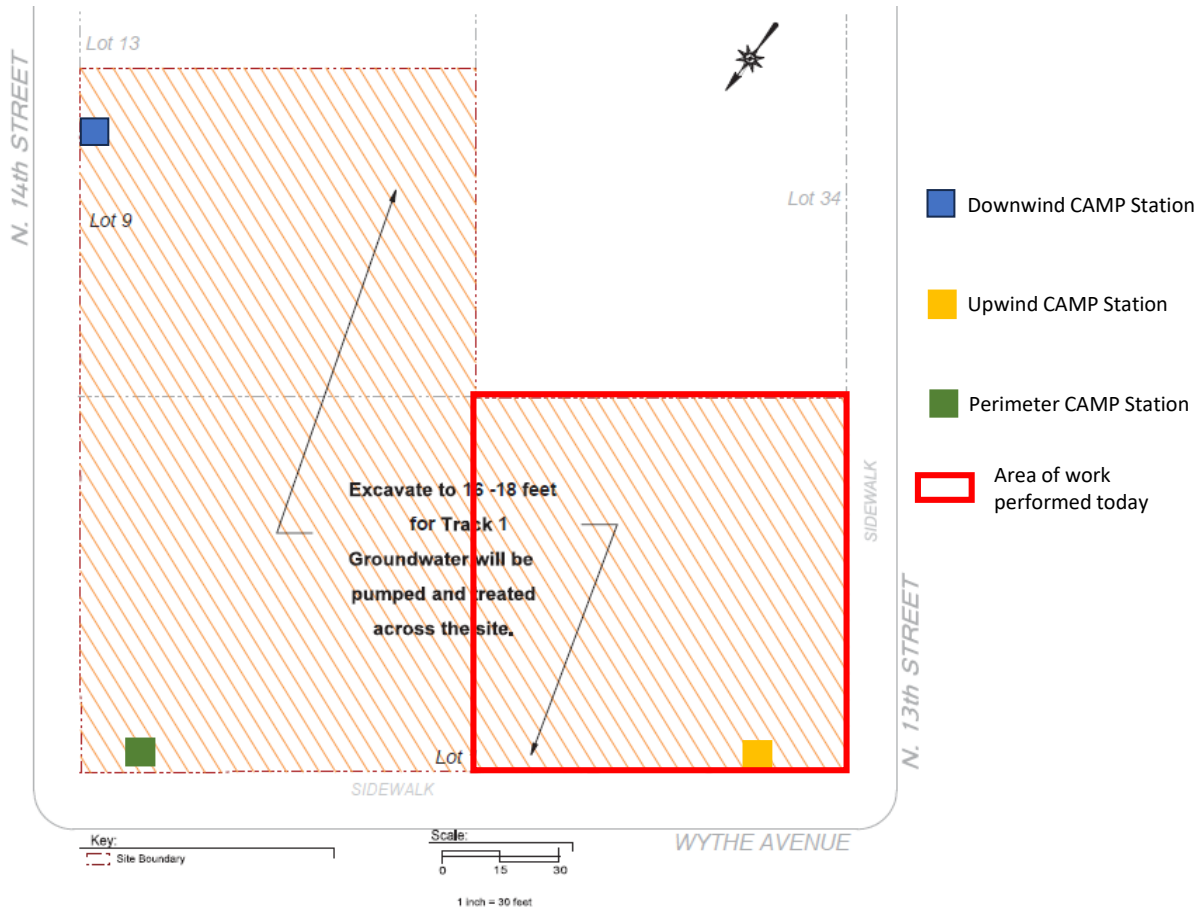 Lot 13
N. 14th STREET
Lot 9
Lot 34
Downwind CAMP Station
Upwind CAMP Station
Perimeter CAMP Station
Area of work
performed today
Excavate to 16 -18 feet
for Track 1
Groundwater will be
pumped and treated
across the site.
SIDEWALK
N. 13th STREET
Lot
SIDEWALK
WYTHE AVENUE
Key:
Site Boundary
Scale:
0 15 30
1 inch = 30 feet